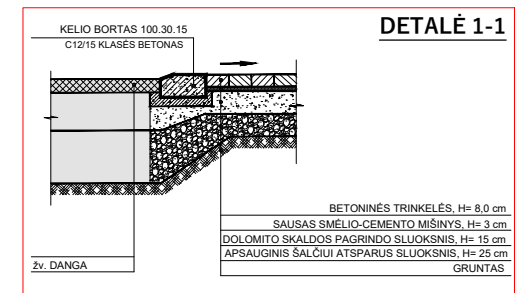 DETALĖ 1-1
KELIO BORTAS 100.30.15
C12/15 KLASĖS BETONAS
BETONINĖS TRINKELĖS, H= 8,0 cm
SAUSAS SMĖLIO-CEMENTO MIŠINYS, H= 3 cm
DOLOMITO SKALDOS PAGRINDO SLUOKSNIS, H= 15 cm
APSAUGINIS ŠALČIUI ATSPARUS SLUOKSNIS, H= 25 cm
GRUNTAS
žv. DANGA